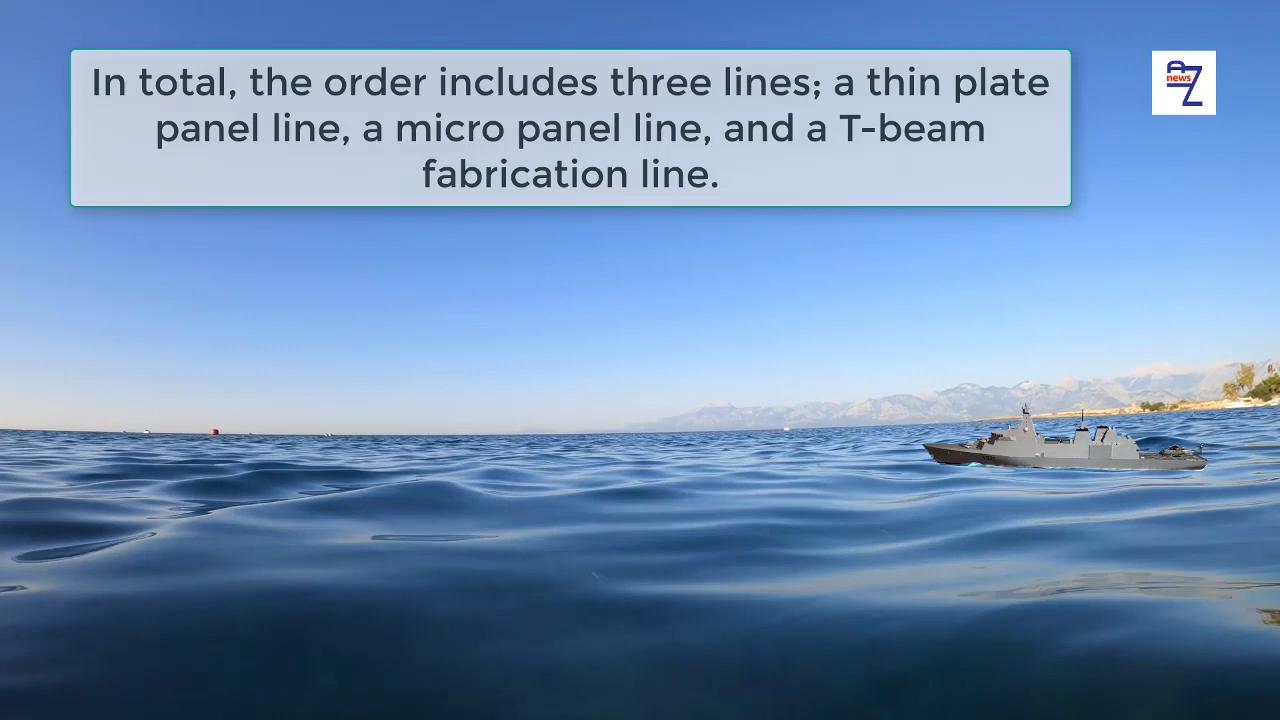 In total, the order includes three lines; a thin plate
panel line, a micro panel line, and a T-beam
fabrication line.
A
news
Z